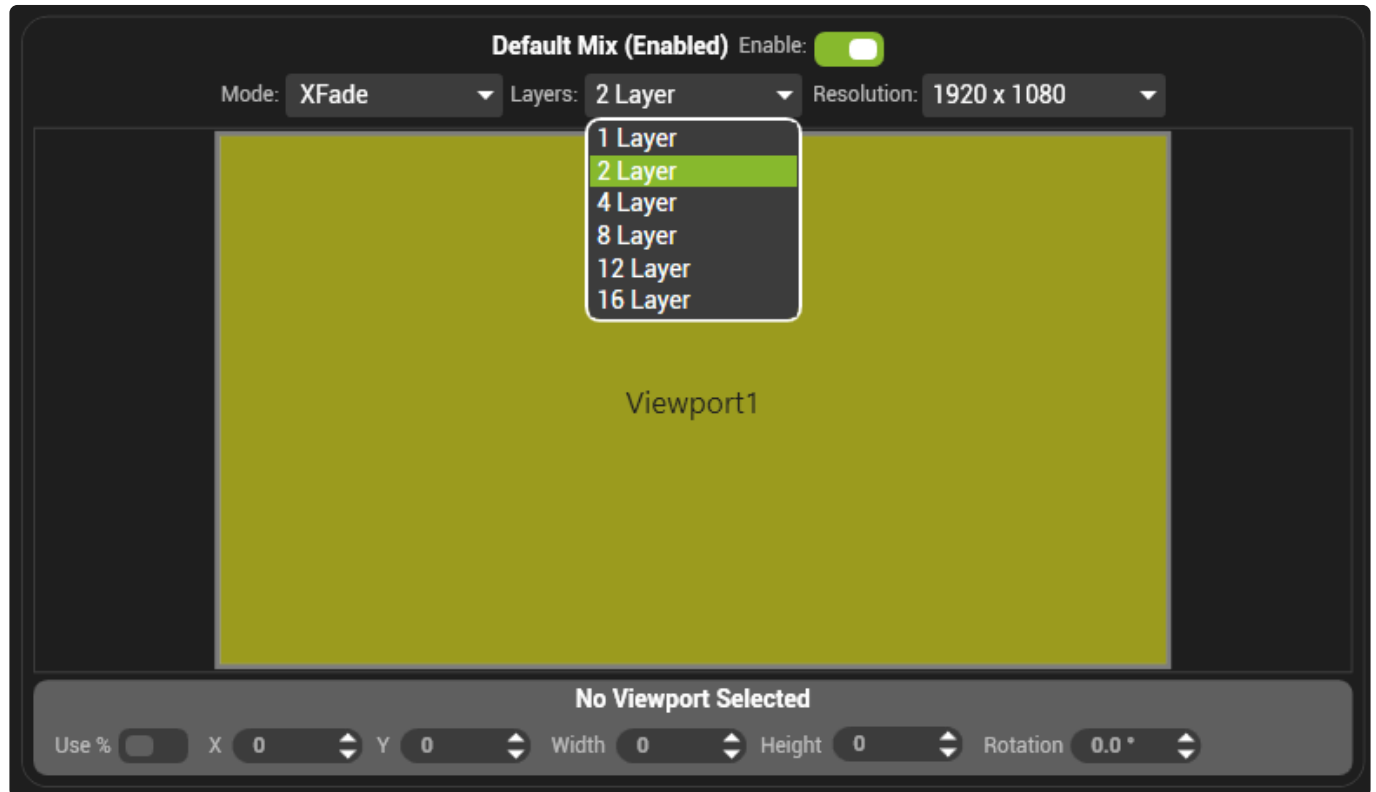 Default Mix (Enabled) Enable:
Mode: XFade Layers: 2 Layer Resolution: 1920 x 1080
1 Layer
2 Layer
4 Layer
8 Layer
12 Layer
16 Layer
Viewport1
No Viewport Selected
Use % X 0 Y 0 Width 0 Height 0 Rotation 0.0 °